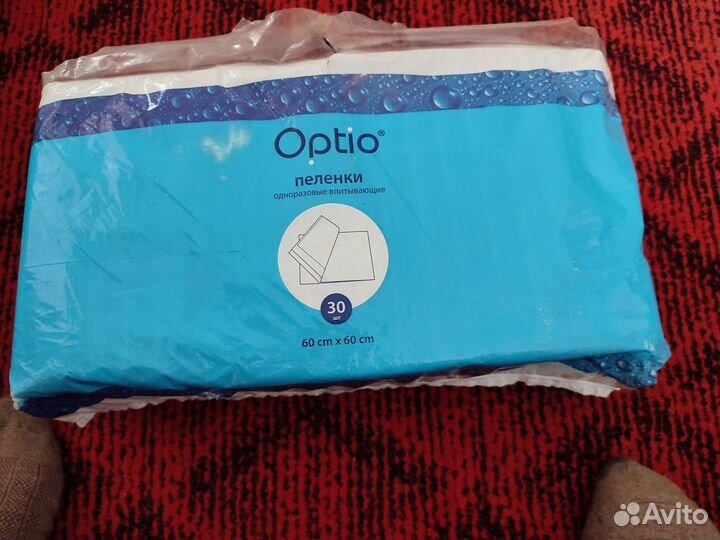 Optio®
пеленки
одноразовые впитывающие
30
шт
60 cm x 60 cm
Avito